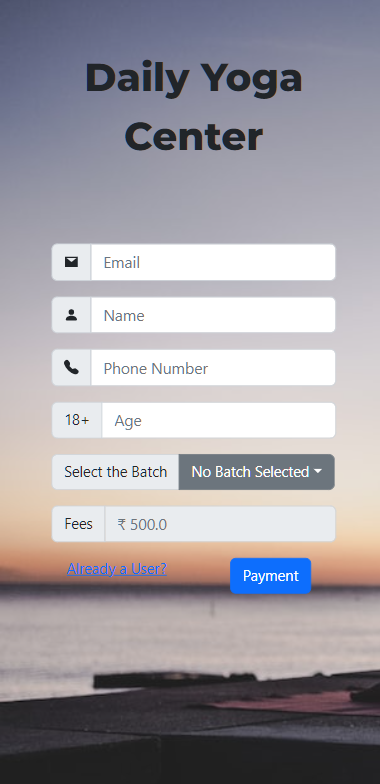 Daily Yoga
Center
Email
Name
Phone Number
18+ Age
Select the Batch No Batch Selected
Fees ₹ 500.0
Already a User? Payment